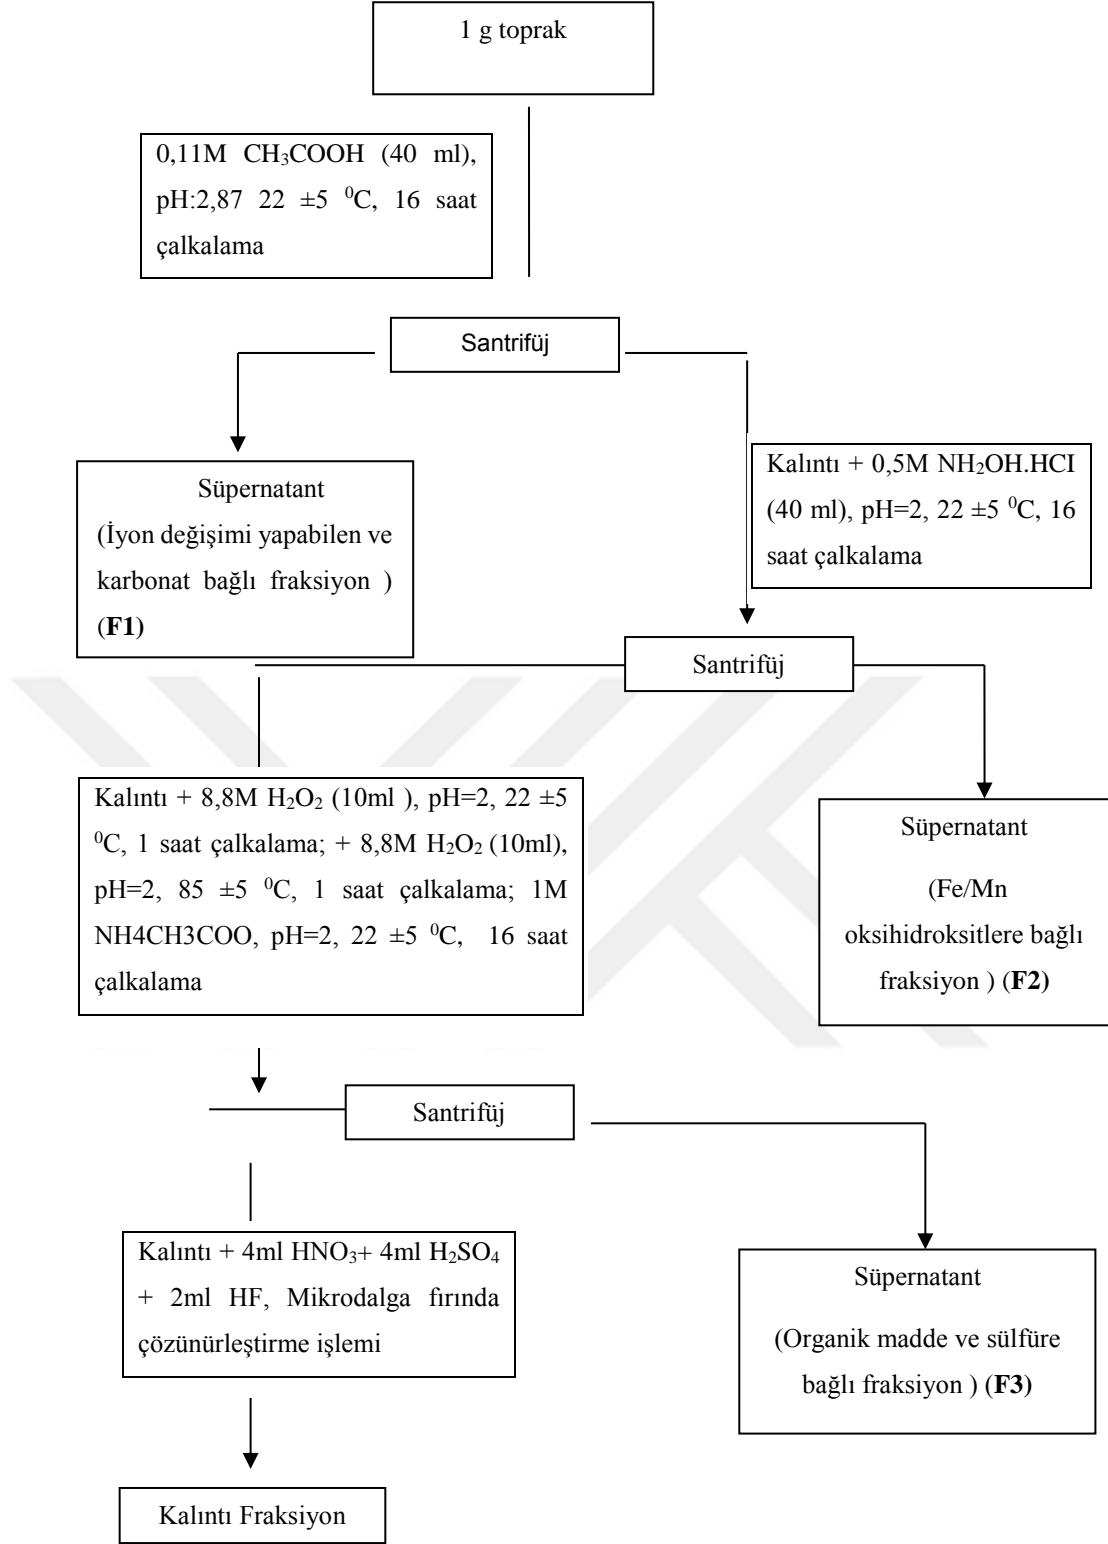 1 g toprak
0,11M CH₃COOH (40 ml),
pH:2,87 22 ±5 ⁰C, 16 saat
çalkalama
Santrifüj
Süpernatant
(İyon değişimi yapabilen ve
karbonat bağlı fraksiyon )
(F1)
Kalıntı + 0,5M NH₂OH.HCI
(40 ml), pH=2, 22 ±5 ⁰C, 16
saat çalkalama
Santrifüj
Kalıntı + 8,8M H₂O₂ (10ml ), pH=2, 22 ±5
⁰C, 1 saat çalkalama; + 8,8M H₂O₂ (10ml),
pH=2, 85 ±5 ⁰C, 1 saat çalkalama; 1M
NH4CH3COO, pH=2, 22 ±5 ⁰C, 16 saat
çalkalama
Süpernatant
(Fe/Mn
oksihidroksitlere bağlı
fraksiyon ) (F2)
Santrifüj
Kalıntı + 4ml HNO₃+ 4ml H₂SO₄
+ 2ml HF, Mikrodalga fırında
çözünürleştirme işlemi
Süpernatant
(Organik madde ve sülfüre
bağlı fraksiyon ) (F3)
Kalıntı Fraksiyon